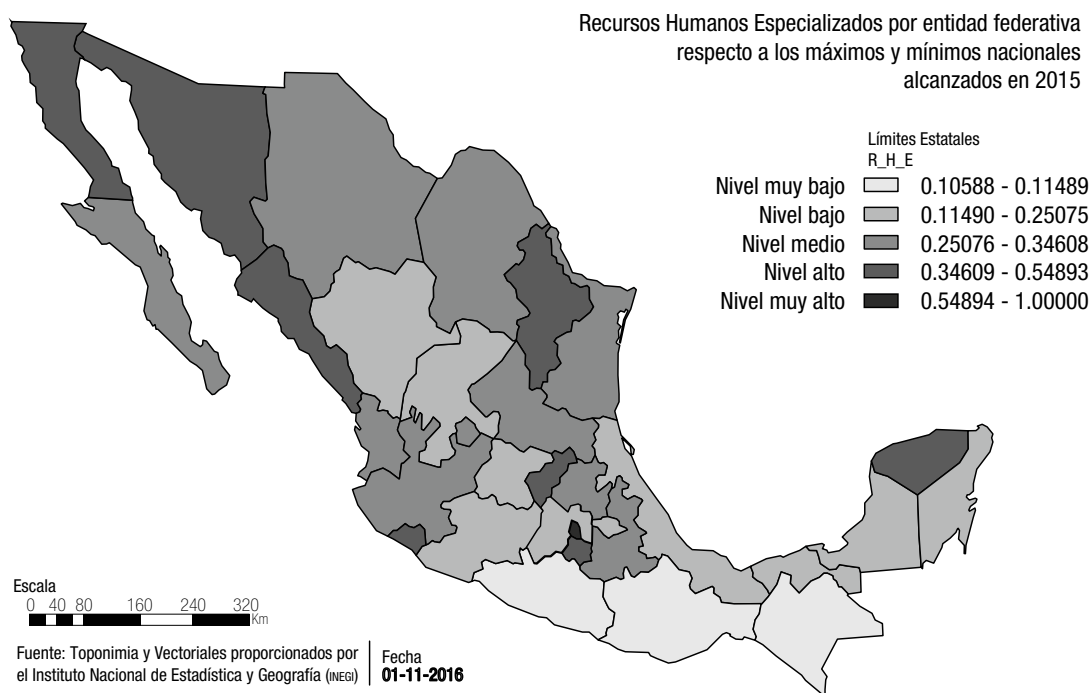 Recursos Humanos Especializados por entidad federativa
respecto a los máximos y mínimos nacionales
alcanzados en 2015
Límites Estatales
R_H_E
Nivel muy bajo 0.10588 - 0.11489
Nivel bajo 0.11490 - 0.25075
Nivel medio 0.25076 - 0.34608
Nivel alto 0.34609 - 0.54893
Nivel muy alto 0.54894 - 1.00000
Escala
0 40 80 160 240 320
Km
Fuente: Toponimia y Vectoriales proporcionados por
el Instituto Nacional de Estadística y Geografía (INEGI)
Fecha
01-11-2016